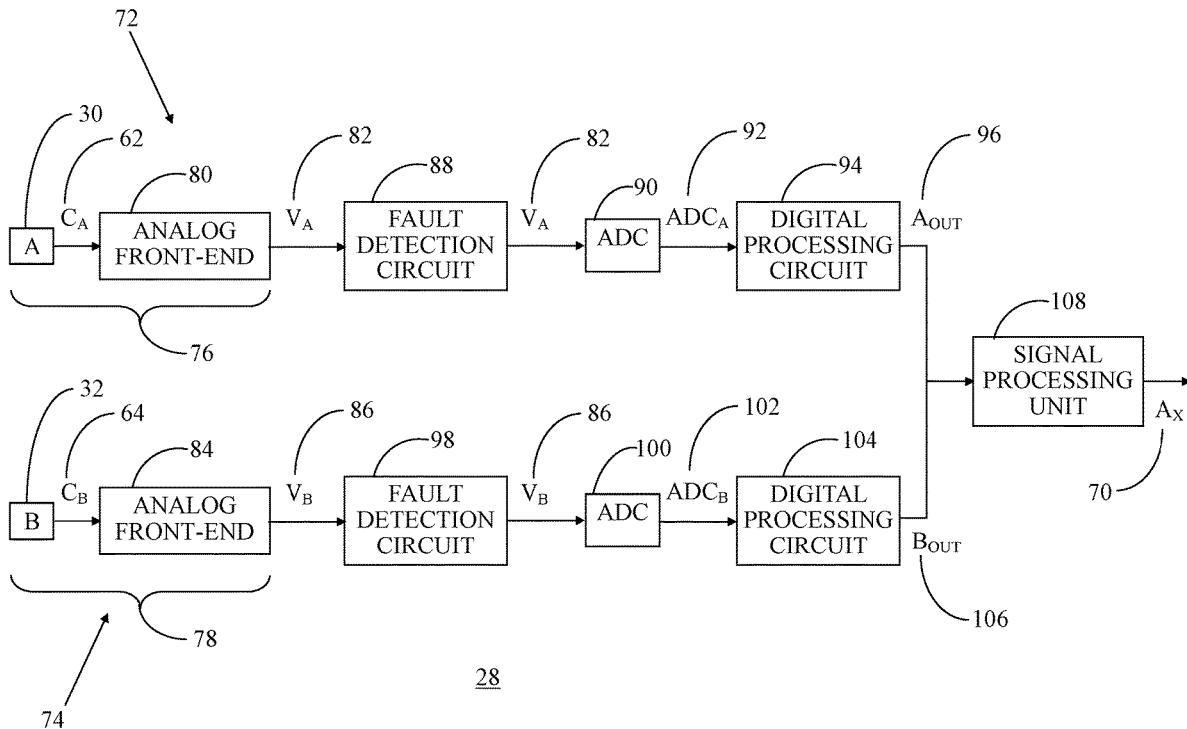 72
30
62
82
82
92
96
80
88
90
94
A
C_A
ANALOG
FRONT-END
V_A
FAULT
DETECTION
CIRCUIT
V_A
ADC
ADC_A
DIGITAL
PROCESSING
CIRCUIT
A_OUT
76
108
SIGNAL
PROCESSING
UNIT
A_X
70
32
64
86
86
102
84
98
100
104
B
C_B
ANALOG
FRONT-END
V_B
FAULT
DETECTION
CIRCUIT
V_B
ADC
ADC_B
DIGITAL
PROCESSING
CIRCUIT
B_OUT
106
78
74
28